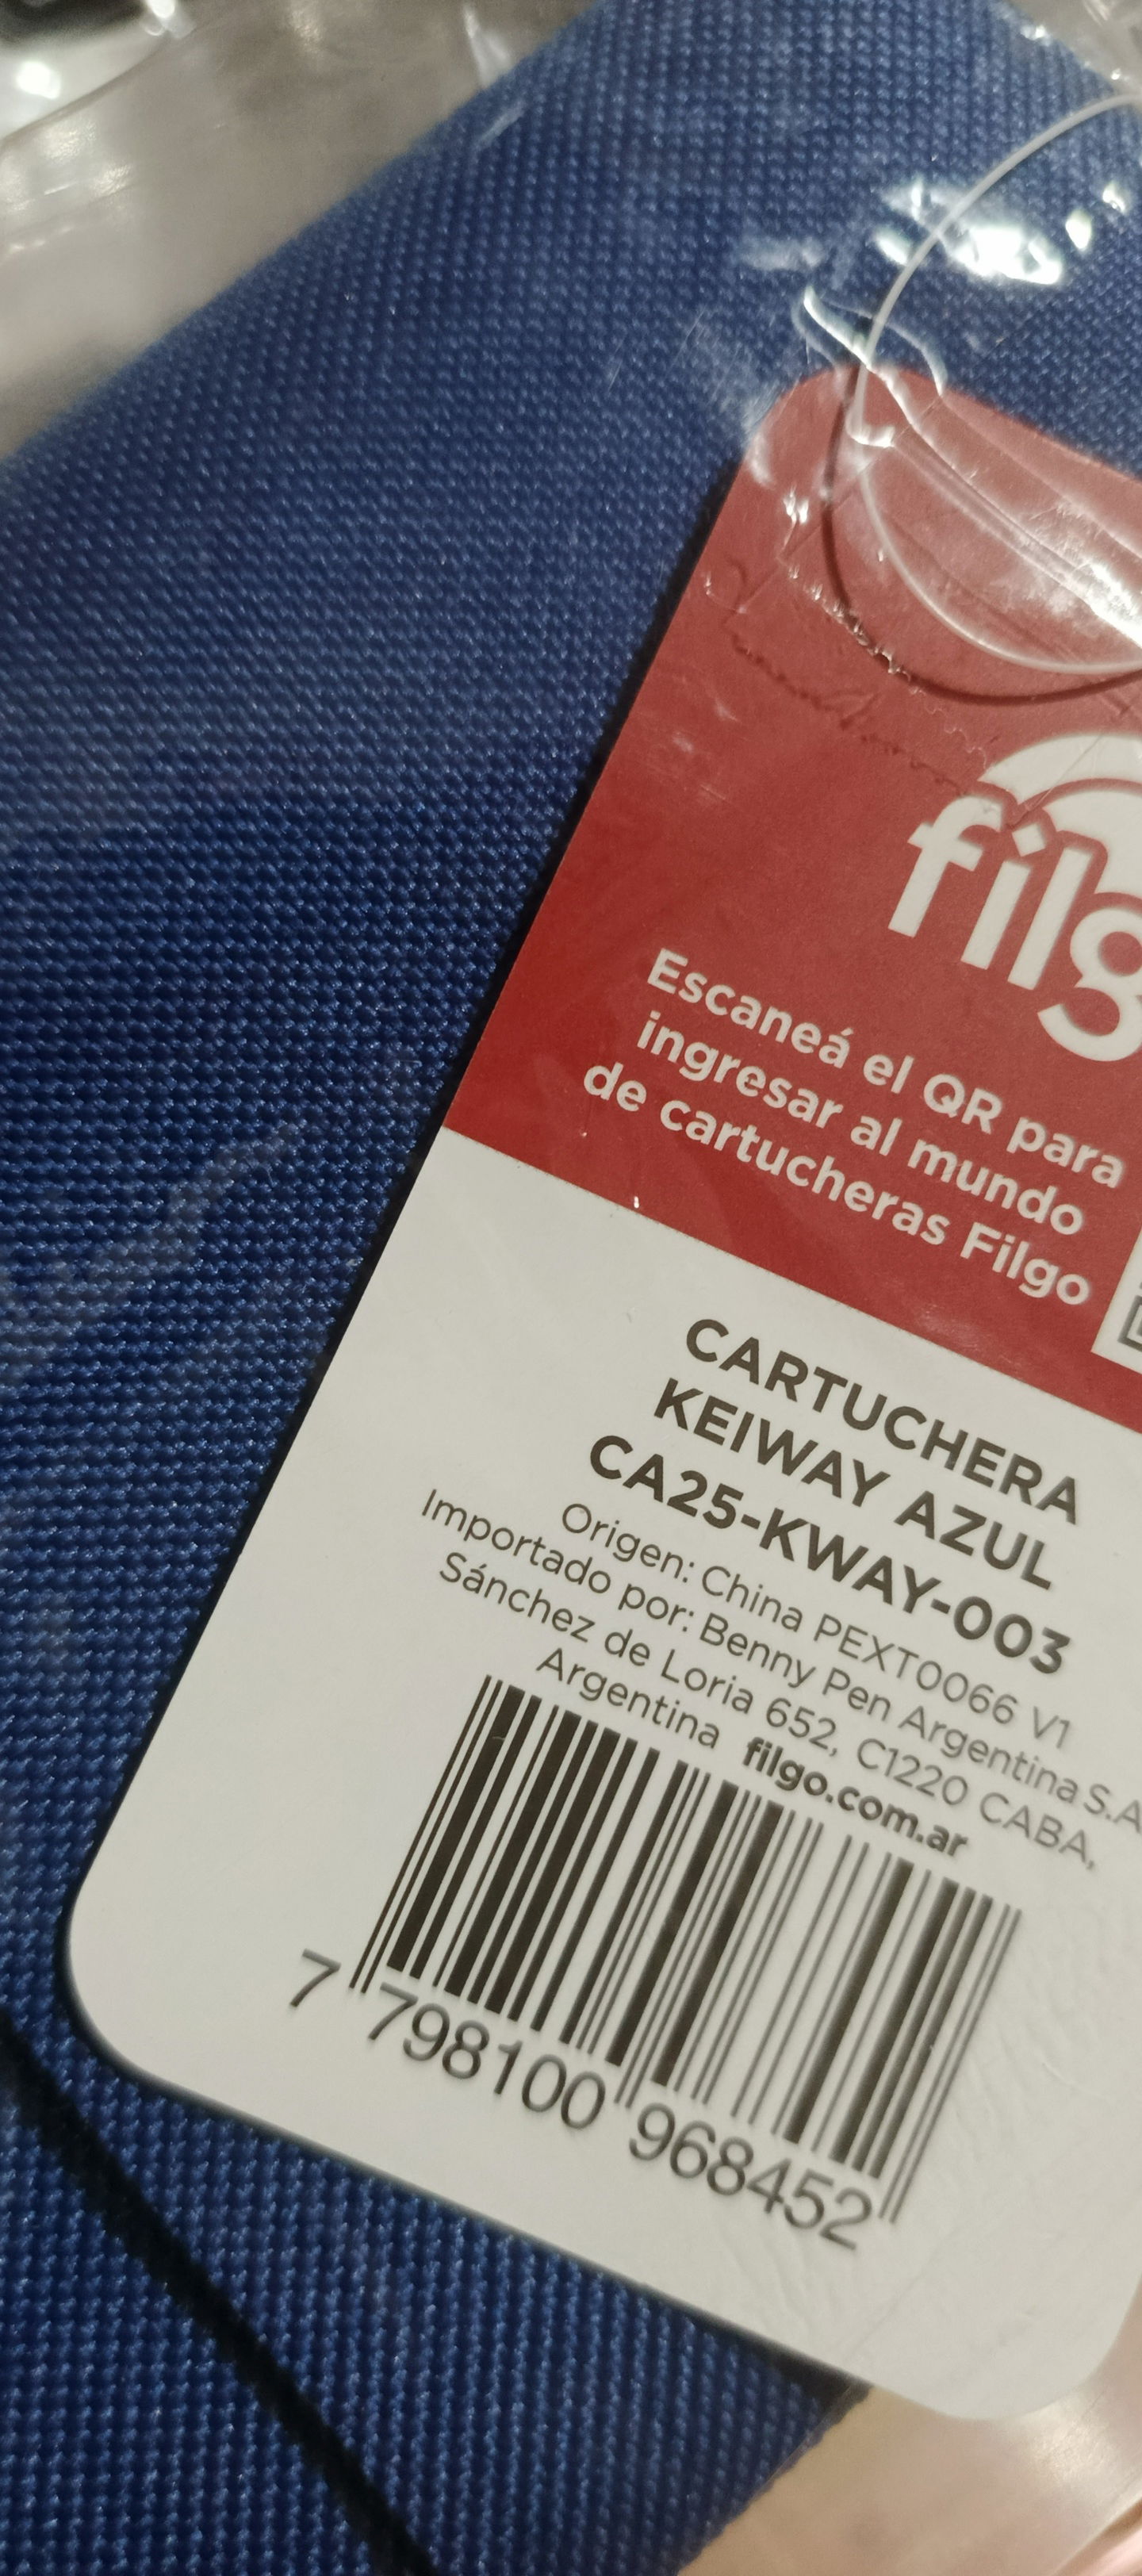 filg
Escaneá el QR para
ingresar al mundo
de cartucheras Filgo
CARTUCHERA
KEIWAY AZUL
CA25-KWAY-003
Origen: China PEXT0066 V1
Importado por: Benny Pen Argentina S.A
Sánchez de Loria 652, C1220 CABA,
Argentina filgo.com.ar
7 798100 968452